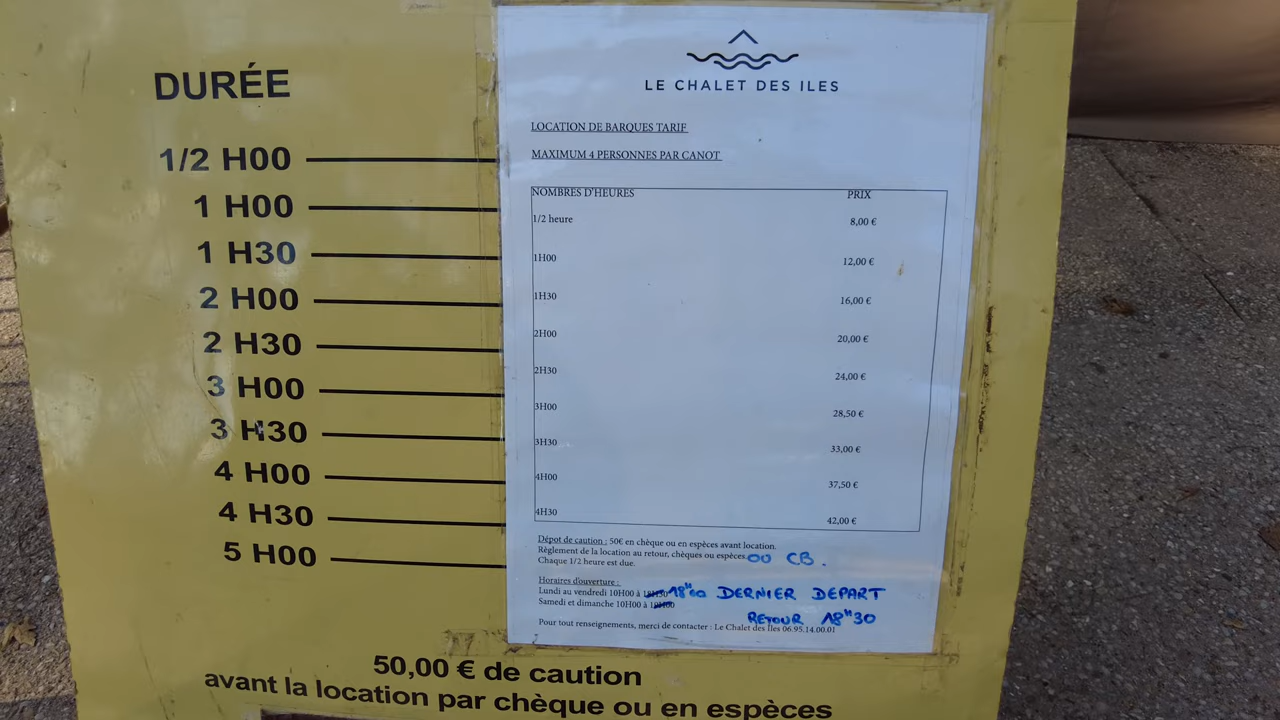 DURÉE
1/2 H00
1 H00
1 H30
2 H00
2 H30
3 H00
3 H30
4 H00
4 H30
5 H00
LE CHALET DES ILES
LOCATION DE BARQUES TARIF
MAXIMUM 4 PERSONNES PAR CANOT
NOMBRES D'HEURES PRIX
1/2 heure 8,00 €
1H00 12,00 €
1H30 16,00 €
2H00 20,00 €
2H30 24,00 €
3H00 28,50 €
3H30 33,00 €
4H00 37,50 €
4H30 42,00 €
Dépot de caution : 50€ en chèque ou en espèces avant location.
Règlement de la location au retour, chèques ou espèces OU CB.
Chaque 1/2 heure est due.
Horaires d'ouverture :
Lundi au vendredi 10H00 à 18H00 DERNIER DEPART
Samedi et dimanche 10H00 à
RETOUR 18H30
Pour tout renseignements, merci de contacter : Le Chalet des Iles 06.95.14.00.01
50,00 € de caution
avant la location par chèque ou en espèces